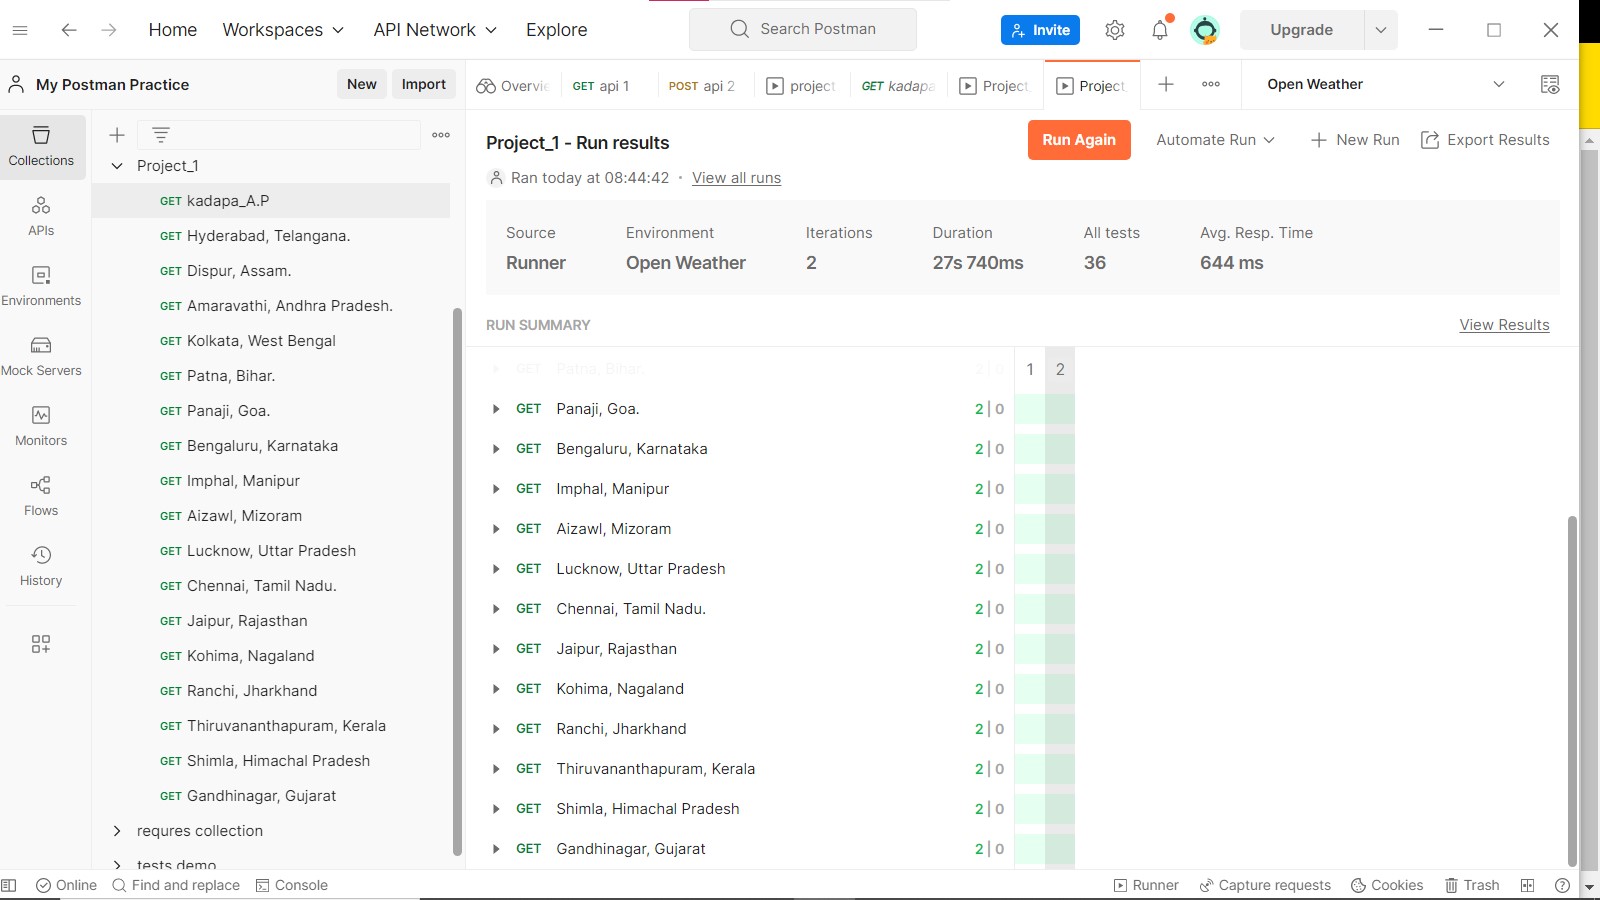 Home Workspaces API Network Explore Search Postman Invite Upgrade
My Postman Practice New Import
Overvie GET api 1 POST api 2 project GET kadapa Project Project Open Weather
Collections
APIs
Environments
Mock Servers
Monitors
Flows
History
Project_1
GET kadapa_A.P
GET Hyderabad, Telangana.
GET Dispur, Assam.
GET Amaravathi, Andhra Pradesh.
GET Kolkata, West Bengal
GET Patna, Bihar.
GET Panaji, Goa.
GET Bengaluru, Karnataka
GET Imphal, Manipur
GET Aizawl, Mizoram
GET Lucknow, Uttar Pradesh
GET Chennai, Tamil Nadu.
GET Jaipur, Rajasthan
GET Kohima, Nagaland
GET Ranchi, Jharkhand
GET Thiruvananthapuram, Kerala
GET Shimla, Himachal Pradesh
GET Gandhinagar, Gujarat
requres collection
tests demo
Project_1 - Run results Run Again Automate Run New Run Export Results
Ran today at 08:44:42 · View all runs
Source Environment Iterations Duration All tests Avg. Resp. Time
Runner Open Weather 2 27s 740ms 36 644 ms
RUN SUMMARY View Results
GET Patna, Bihar. 2 | 0 1 2
GET Panaji, Goa. 2 | 0
GET Bengaluru, Karnataka 2 | 0
GET Imphal, Manipur 2 | 0
GET Aizawl, Mizoram 2 | 0
GET Lucknow, Uttar Pradesh 2 | 0
GET Chennai, Tamil Nadu. 2 | 0
GET Jaipur, Rajasthan 2 | 0
GET Kohima, Nagaland 2 | 0
GET Ranchi, Jharkhand 2 | 0
GET Thiruvananthapuram, Kerala 2 | 0
GET Shimla, Himachal Pradesh 2 | 0
GET Gandhinagar, Gujarat 2 | 0
Online Find and replace Console Runner Capture requests Cookies Trash